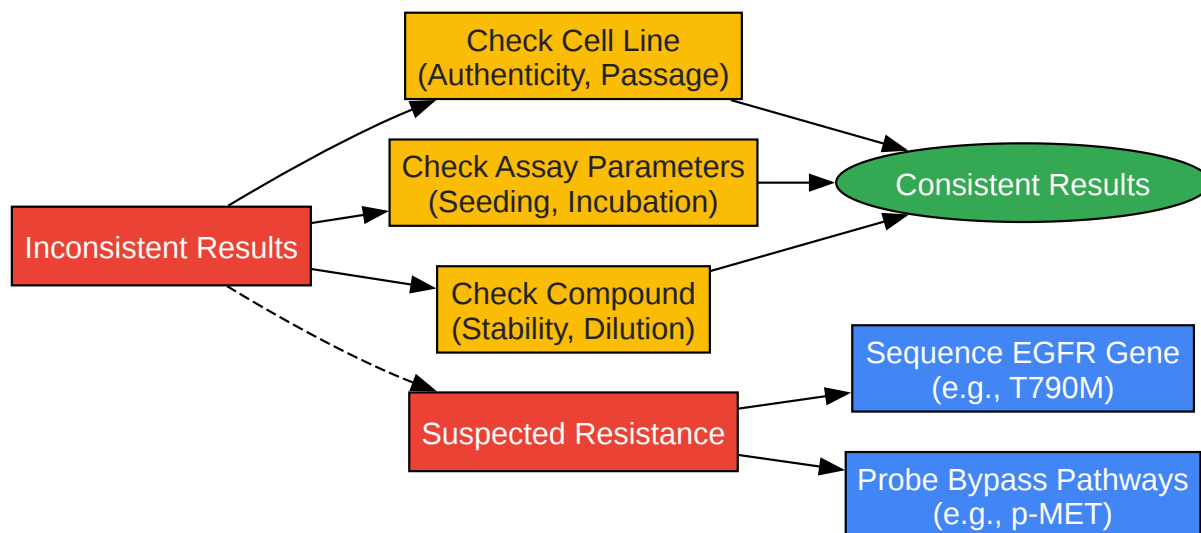 Check Cell Line
(Authenticity, Passage)
Check Assay Parameters
(Seeding, Incubation)
Consistent Results
Inconsistent Results
Check Compound
(Stability, Dilution)
Suspected Resistance
Sequence EGFR Gene
(e.g., T790M)
Probe Bypass Pathways
(e.g., p-MET)